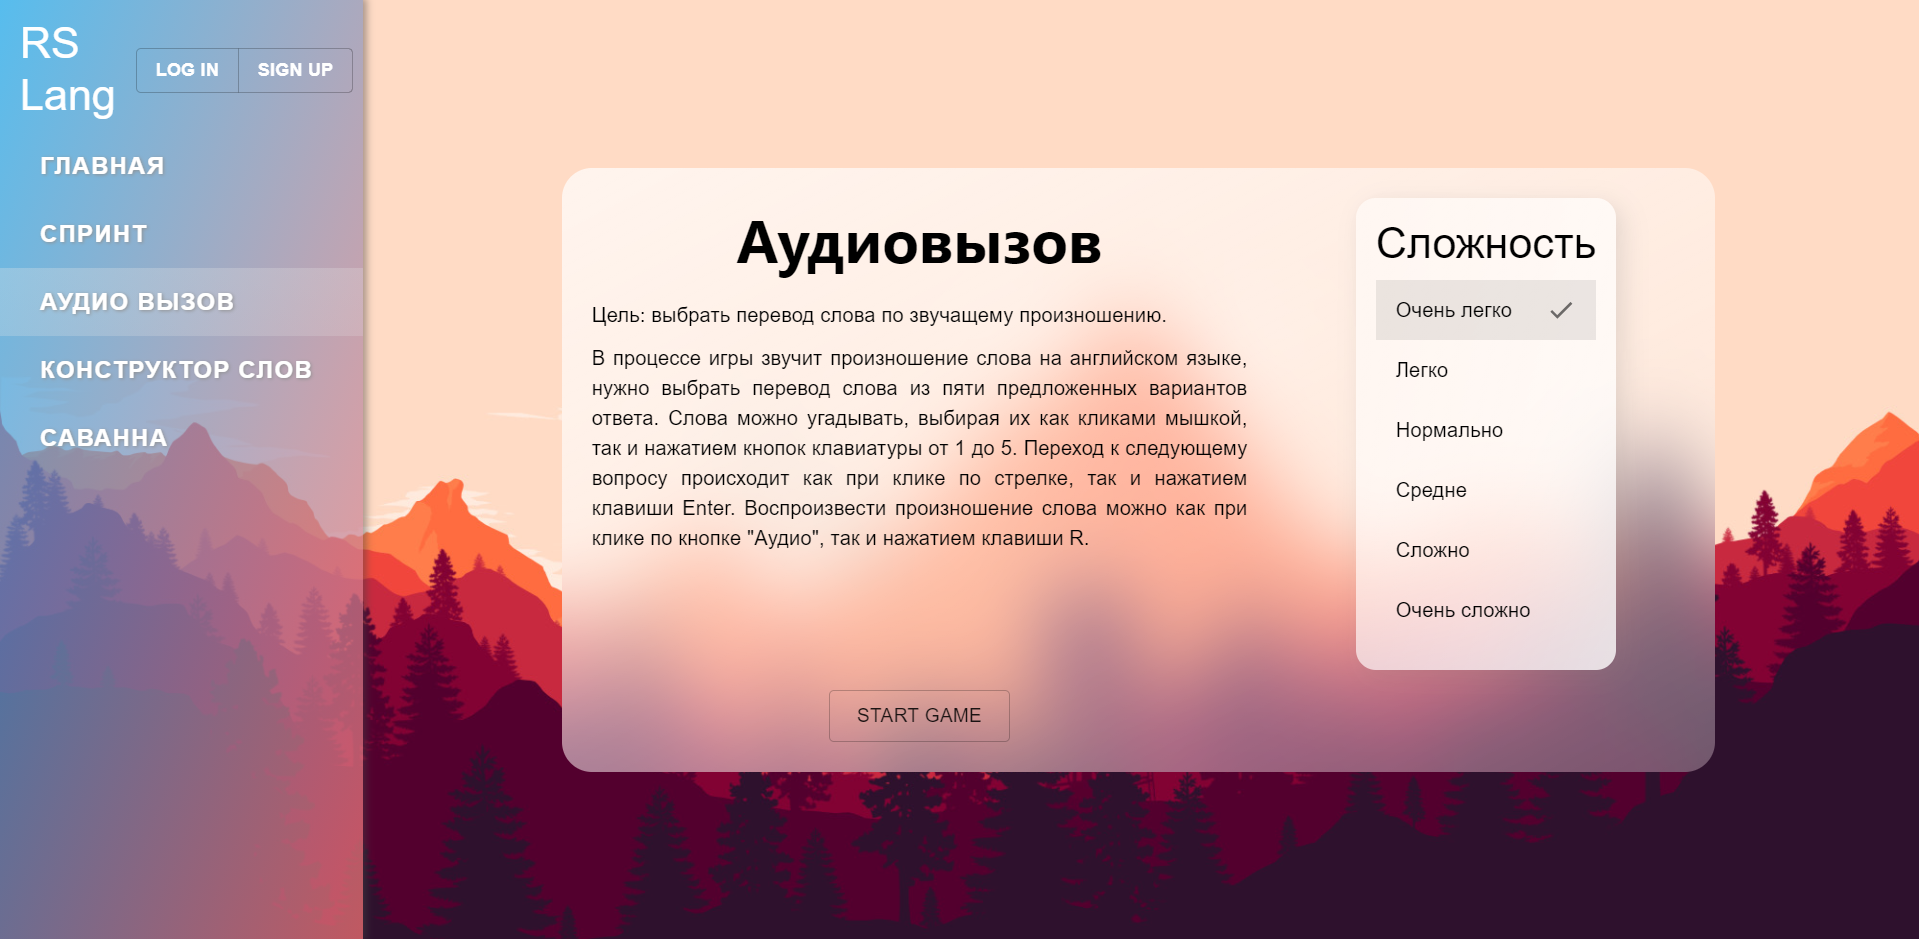 RS
Lang
LOG IN
SIGN UP
ГЛАВНАЯ
СПРИНТ
АУДИО ВЫЗОВ
КОНСТРУКТОР СЛОВ
САВАННА
Аудиовызов
Цель: выбрать перевод слова по звучащему произношению.
В процессе игры звучит произношение слова на английском языке,
нужно выбрать перевод слова из пяти предложенных вариантов
ответа. Слова можно угадывать, выбирая их как кликами мышкой,
так и нажатием кнопок клавиатуры от 1 до 5. Переход к следующему
вопросу происходит как при клике по стрелке, так и нажатием
клавиши Enter. Воспроизвести произношение слова можно как при
клике по кнопке "Аудио", так и нажатием клавиши R.
START GAME
Сложность
Очень легко
Легко
Нормально
Средне
Сложно
Очень сложно